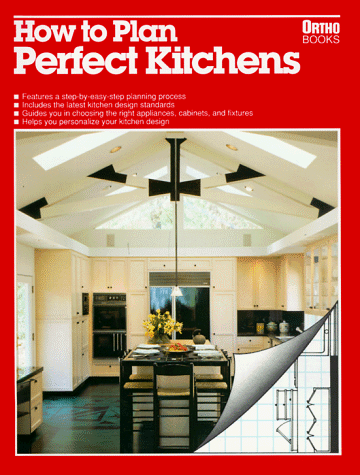 How to Plan
Perfect Kitchens
ORTHO
BOOKS
■ Features a step-by-easy-step planning process
■ Includes the latest kitchen design standards
■ Guides you in choosing the right appliances, cabinets, and fixtures
■ Helps you personalize your kitchen design